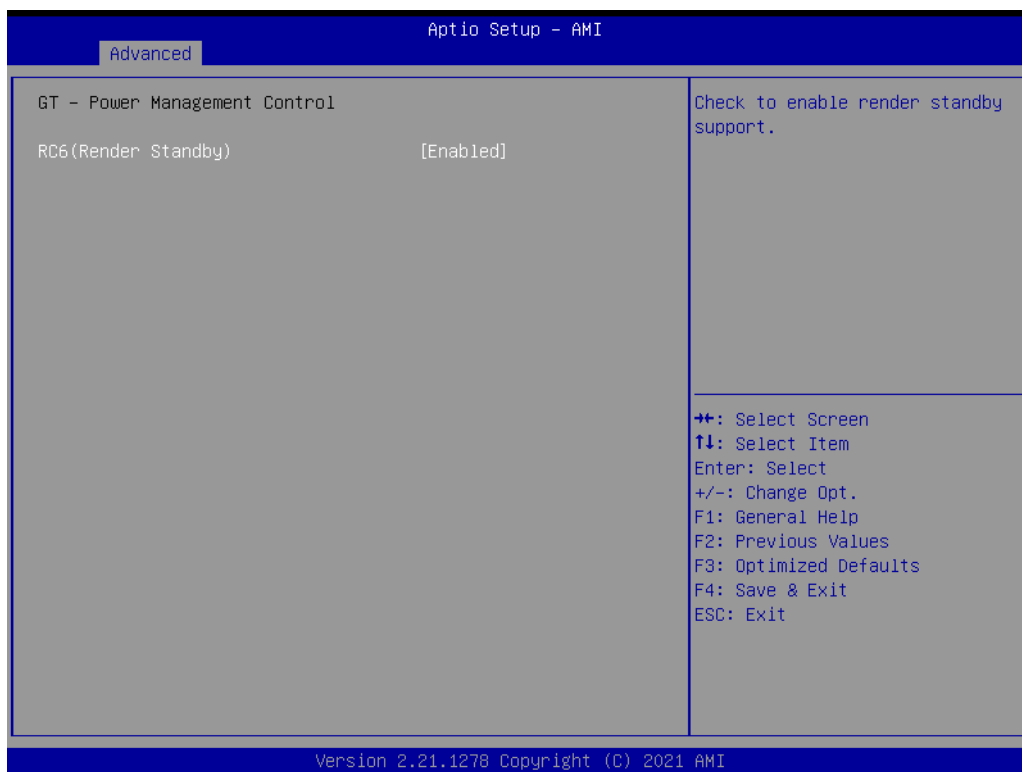 Aptio Setup – AMI
Advanced
GT – Power Management Control
RC6(Render Standby) [Enabled]
Check to enable render standby
support.
→←: Select Screen
↑↓: Select Item
Enter: Select
+/-: Change Opt.
F1: General Help
F2: Previous Values
F3: Optimized Defaults
F4: Save & Exit
ESC: Exit
Version 2.21.1278 Copyright (C) 2021 AMI